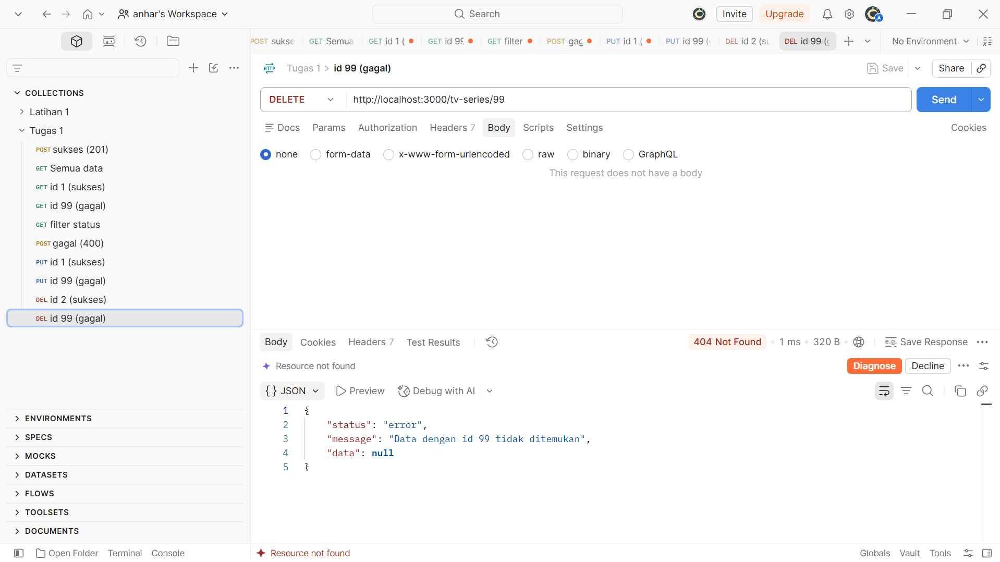 anhar's Workspace
Search
Invite
Upgrade
A
POST sukse
GET Semua
GET id 1 (
GET id 99
GET filter
POST gag
PUT id 1 (
PUT id 99 (
DEL id 2 (su
DEL id 99 (
No Environment
HTTP Tugas 1 > id 99 (gagal)
Save
Share
COLLECTIONS
Latihan 1
Tugas 1
POST sukses (201)
GET Semua data
GET id 1 (sukses)
GET id 99 (gagal)
GET filter status
POST gagal (400)
PUT id 1 (sukses)
PUT id 99 (gagal)
DEL id 2 (sukses)
DEL id 99 (gagal)
ENVIRONMENTS
SPECS
MOCKS
DATASETS
FLOWS
TOOLSETS
DOCUMENTS
DELETE
http://localhost:3000/tv-series/99
Send
Docs Params Authorization Headers 7 Body Scripts Settings
Cookies
none form-data x-www-form-urlencoded raw binary GraphQL
This request does not have a body
Body Cookies Headers 7 Test Results
404 Not Found • 1 ms • 320 B
e.g. Save Response
Resource not found
Diagnose
Decline
{} JSON
Preview
Debug with AI
1 {
2 "status": "error",
3 "message": "Data dengan id 99 tidak ditemukan",
4 "data": null
5 }
Open Folder Terminal Console
Resource not found
Globals Vault Tools